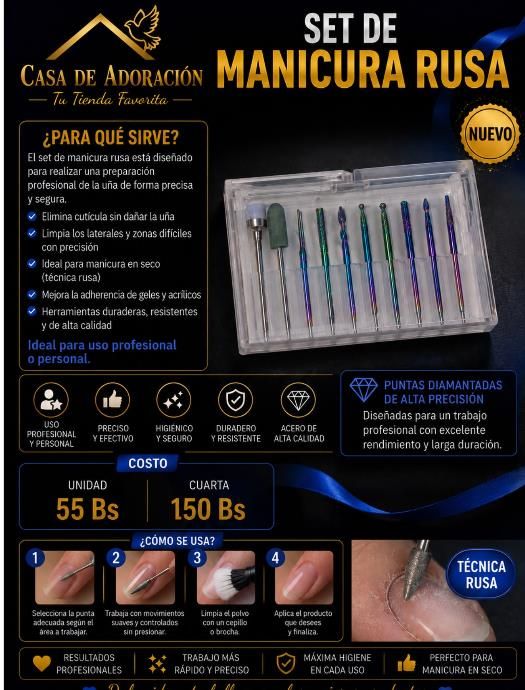 CASA DE ADORACIÓN
Tu Tienda Favorita
SET DE
MANICURA RUSA
NUEVO
¿PARA QUÉ SIRVE?
El set de manicura rusa está diseñado
para realizar una preparación
profesional de la uña de forma precisa
y segura.
Elimina cutícula sin dañar la uña
Limpia los laterales y zonas difíciles
con precisión
Ideal para manicura en seco
(técnica rusa)
Mejora la adherencia de geles y acrílicos
Herramientas duraderas, resistentes
y de alta calidad
Ideal para uso profesional
o personal.
USO
PROFESIONAL
Y PERSONAL
PRECISO
Y EFECTIVO
HIGIÉNICO
Y SEGURO
DURADERO
Y RESISTENTE
ACERO DE
ALTA CALIDAD
PUNTAS DIAMANTADAS
DE ALTA PRECISIÓN
Diseñadas para un trabajo
profesional con excelente
rendimiento y larga duración.
COSTO
UNIDAD
55 Bs
CUARTA
150 Bs
¿CÓMO SE USA?
1
Selecciona la punta
adecuada según el
área a trabajar.
2
Trabaja con movimientos
suaves y controlados
sin presionar.
3
Limpia el polvo
con un cepillo
o brocha.
4
Aplica el producto
que desees
y finaliza.
TÉCNICA
RUSA
RESULTADOS
PROFESIONALES
TRABAJO MÁS
RÁPIDO Y PRECISO
MÁXIMA HIGIENE
EN CADA USO
PERFECTO PARA
MANICURA EN SECO